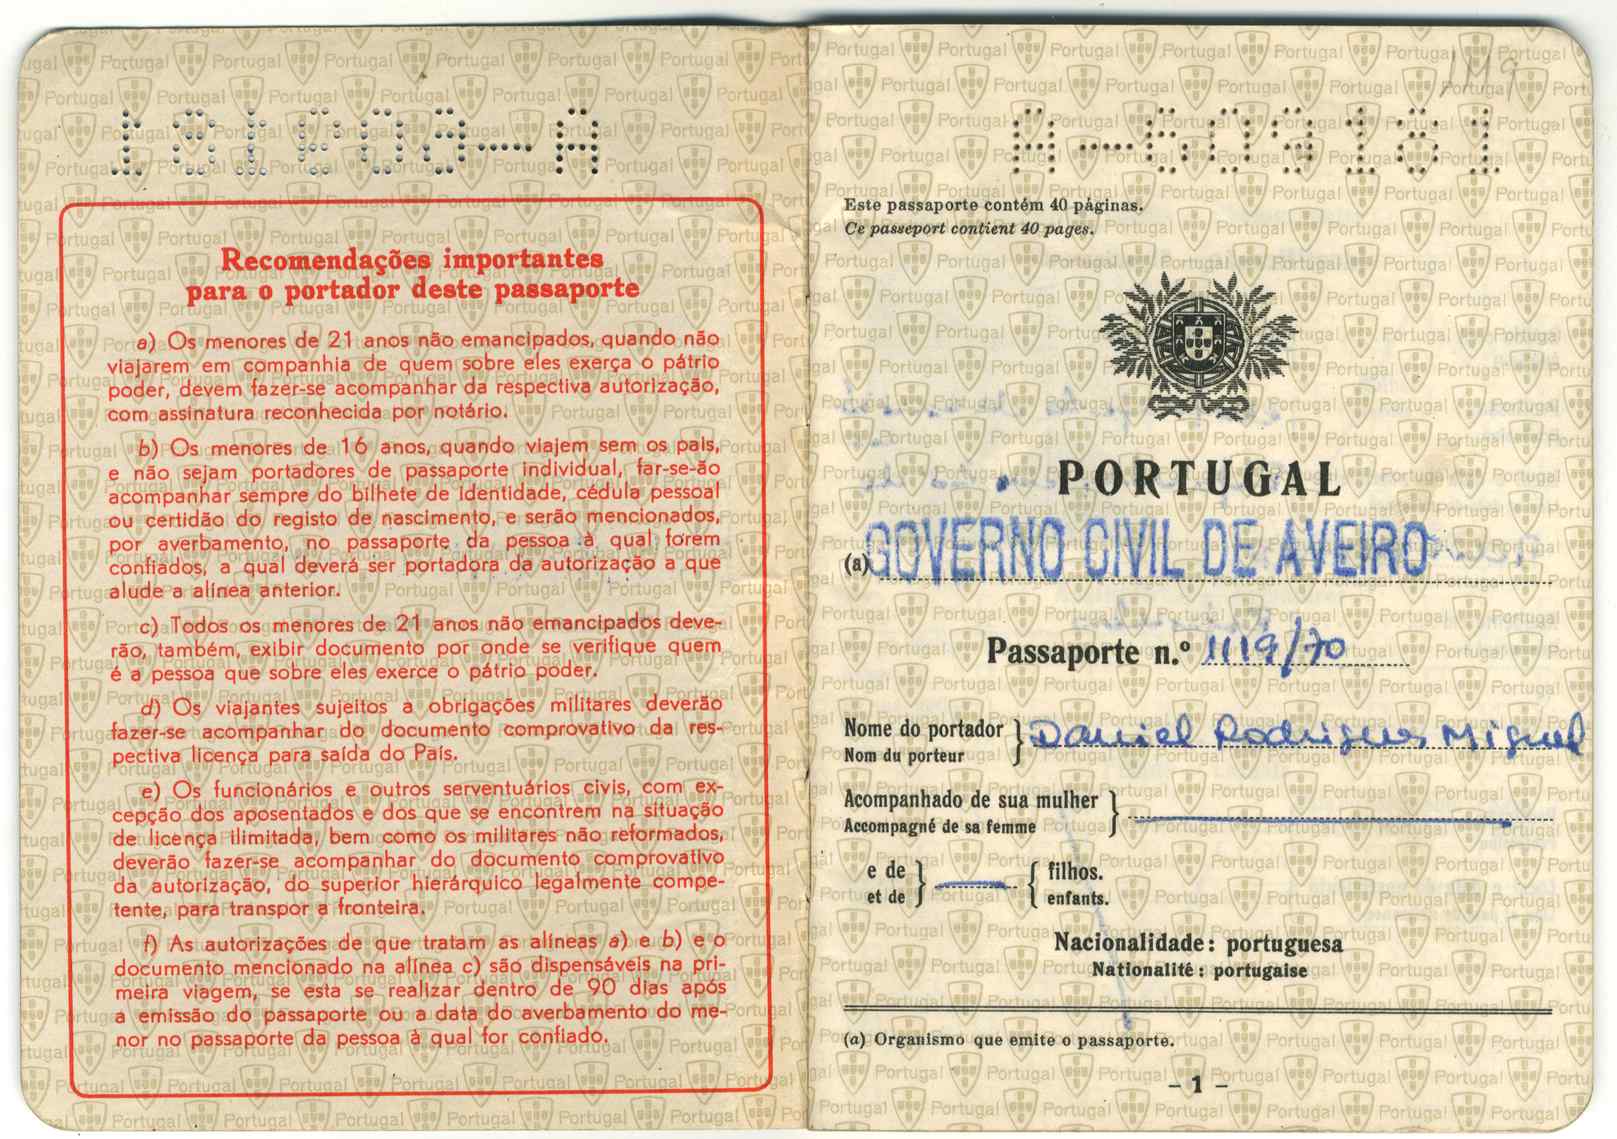 Recomendações importantes
para o portador deste passaporte
a) Os menores de 21 anos não emancipados, quando não
viajarem em companhia de quem sobre eles exerça o pátrio
poder, devem fazer-se acompanhar da respectiva autorização,
com assinatura reconhecida por notário.
b) Os menores de 16 anos, quando viajem sem os pais,
e não sejam portadores de passaporte individual, far-se-ão
acompanhar sempre do bilhete de identidade, cédula pessoal
ou certidão do registo de nascimento, e serão mencionados,
por averbamento, no passaporte da pessoa à qual forem
confiados, a qual deverá ser portadora da autorização a que
alude a alínea anterior.
c) Todos os menores de 21 anos não emancipados deve-
rão, também, exibir documento por onde se verifique quem
é a pessoa que sobre eles exerce o pátrio poder.
d) Os viajantes sujeitos a obrigações militares deverão
fazer-se acompanhar do documento comprovativo da res-
pectiva licença para saída do País.
e) Os funcionários e outros serventuários civis, com ex-
cepção dos aposentados e dos que se encontrem na situação
de licença ilimitada, bem como os militares não reformados,
deverão fazer-se acompanhar do documento comprovativo
da autorização, do superior hierárquico legalmente compe-
tente, para transpor a fronteira.
f) As autorizações de que tratam as alíneas a) e b) e o
documento mencionado na alínea c) são dispensáveis na pri-
meira viagem, se esta se realizar dentro de 90 dias após
a emissão do passaporte ou a data do averbamento do me-
nor no passaporte da pessoa à qual for confiado.
1119
Este passaporte contém 40 páginas.
Ce passeport contient 40 pages.
PORTUGAL
(a) GOVERNO CIVIL DE AVEIRO
Passaporte n.º 1119/70
Nome do portador } Daniel Rodrigues Miguel
Nom du porteur
Acompanhado de sua mulher }
Accompagné de sa femme
e de } { filhos.
et de enfants.
Nacionalidade: portuguesa
Nationalité: portugaise
(a) Organismo que emite o passaporte.
– 1 –